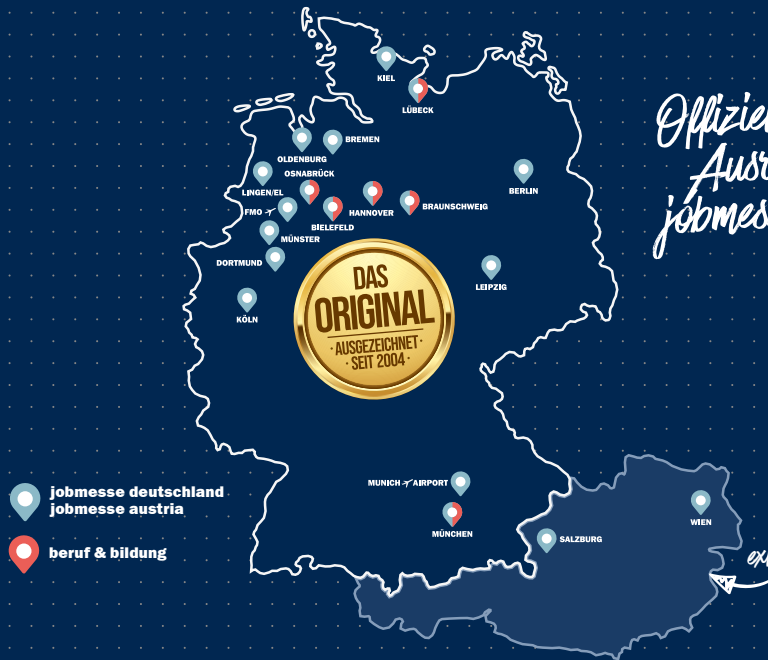 KIEL
LÜBECK
BREMEN
OLDENBURG
OSNABRÜCK
LINGEN/EL
BERLIN
FMO
HANNOVER
BRAUNSCHWEIG
BIELEFELD
MÜNSTER
DORTMUND
LEIPZIG
KÖLN
DAS
ORIGINAL
·AUSGEZEICHNET·
·SEIT 2004·
MUNICH AIRPORT
MÜNCHEN
SALZBURG
WIEN
jobmesse deutschland
jobmesse austria
beruf & bildung